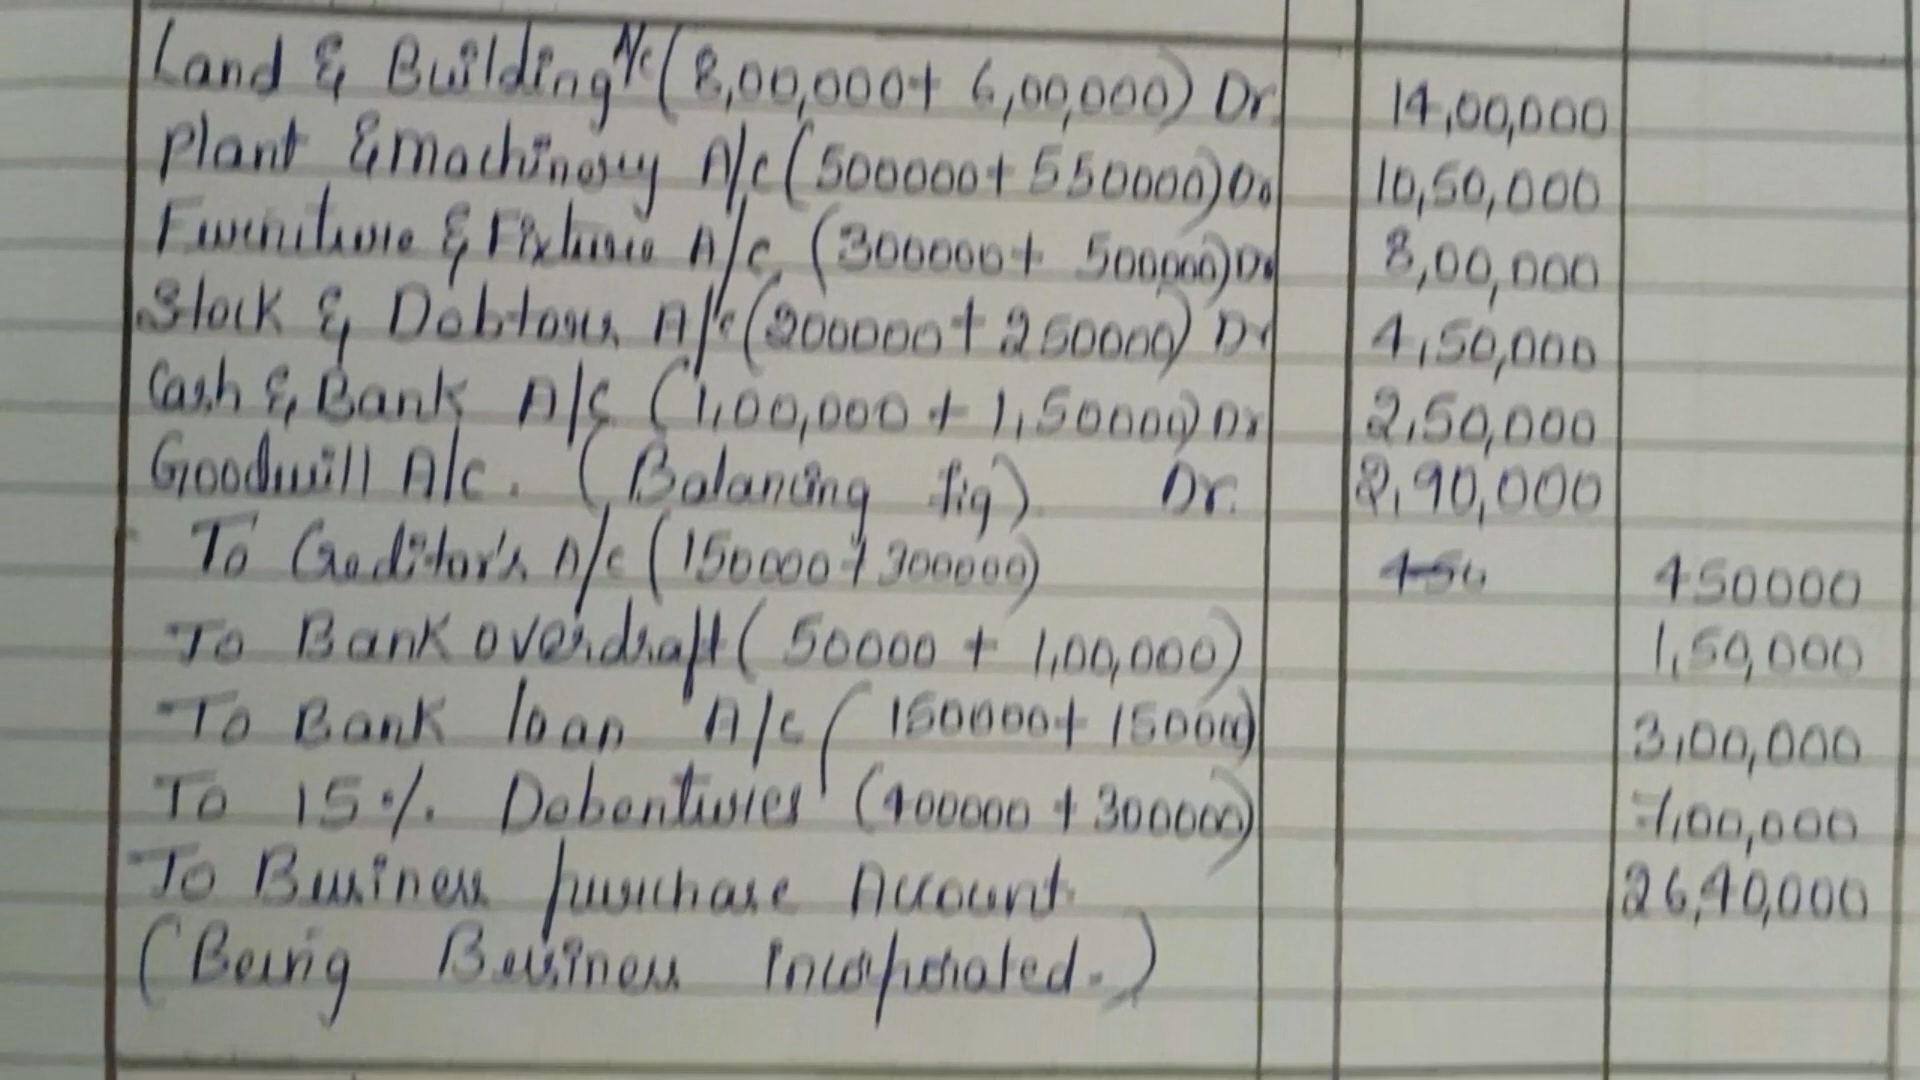 Land & Building A/c (8,00,000+ 6,00,000) Dr. 14,00,000
Plant & Machinery A/c (500000+ 550000) Dr 10,50,000
Furniture & Fixture A/c (300000+ 500000) Dr 8,00,000
Stock & Debtors A/c (200000+ 250000) Dr 4,50,000
Cash & Bank A/c (1,00,000 + 1,50000) Dr 2,50,000
Goodwill A/c. (Balancing fig) Dr. 2,90,000
To Creditor's A/c (150000+300000) 450000
To Bank overdraft (50000 + 1,00,000) 1,50,000
To Bank loan A/c (150000+ 150000) 3,00,000
To 15% Debentures (400000 + 300000) 7,00,000
To Business purchase Account 26,40,000
(Being Business incorporated.)